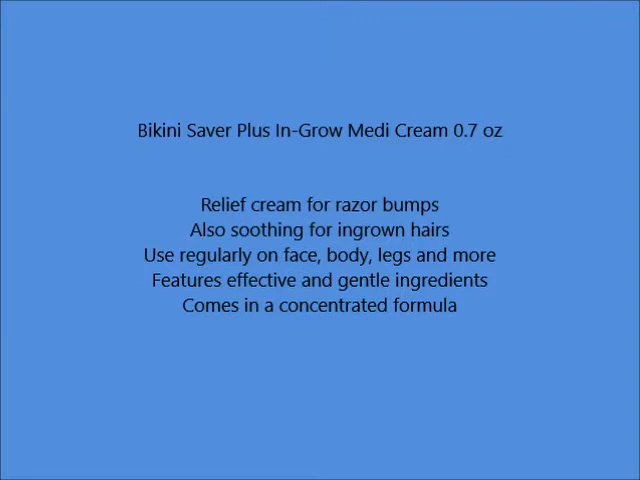 Bikini Saver Plus In-Grow Medi Cream 0.7 oz
Relief cream for razor bumps
Also soothing for ingrown hairs
Use regularly on face, body, legs and more
Features effective and gentle ingredients
Comes in a concentrated formula